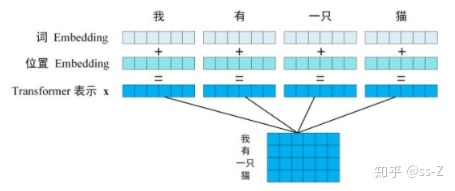 我 有 一只 猫
词 Embedding
+ + + +
位置 Embedding
= = = =
Transformer 表示 x
我
有
一只
猫
知乎 @ss-Z